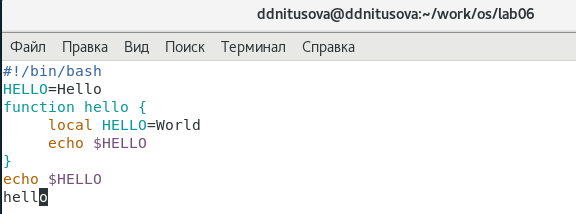 ddnitusova@ddnitusova:~/work/os/lab06
Файл Правка Вид Поиск Терминал Справка
#!/bin/bash
HELLO=Hello
function hello {
     local HELLO=World
     echo $HELLO
}
echo $HELLO
hello